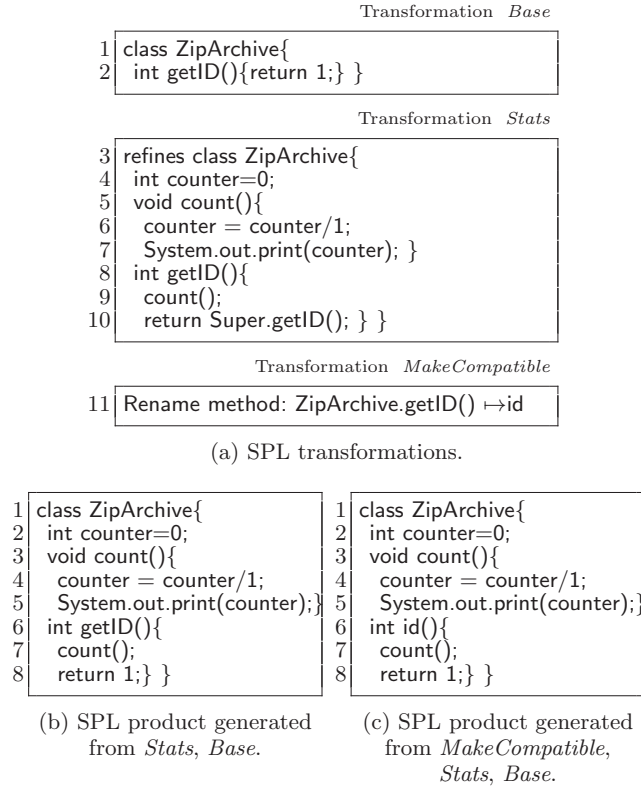 Transformation Base
1 class ZipArchive{
2 int getID(){return 1;} }
Transformation Stats
3 refines class ZipArchive{
4 int counter=0;
5 void count(){
6 counter = counter/1;
7 System.out.print(counter); }
8 int getID(){
9 count();
10 return Super.getID(); } }
Transformation MakeCompatible
11 Rename method: ZipArchive.getID() ↦id
(a) SPL transformations.
1 class ZipArchive{
2 int counter=0;
3 void count(){
4 counter = counter/1;
5 System.out.print(counter);}
6 int getID(){
7 count();
8 return 1;} }
(b) SPL product generated
from Stats, Base.
1 class ZipArchive{
2 int counter=0;
3 void count(){
4 counter = counter/1;
5 System.out.print(counter);}
6 int id(){
7 count();
8 return 1;} }
(c) SPL product generated
from MakeCompatible,
Stats, Base.